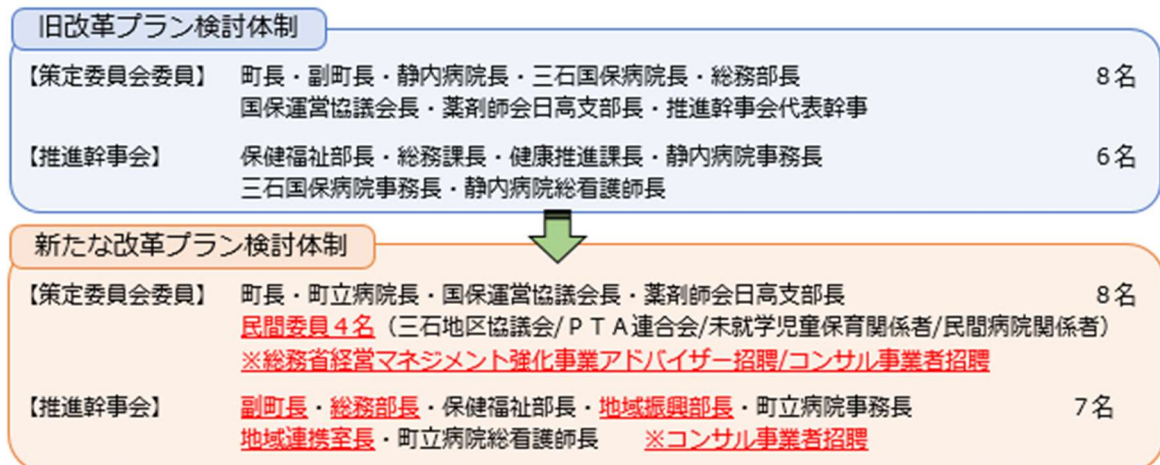 旧改革プラン検討体制
【策定委員会委員】 町長・副町長・静内病院長・三石国保病院長・総務部長 8名
国保運営協議会長・薬剤師会日高支部長・推進幹事会代表幹事
【推進幹事会】 保健福祉部長・総務課長・健康推進課長・静内病院事務長 6名
三石国保病院事務長・静内病院総看護師長
新たな改革プラン検討体制
【策定委員会委員】 町長・町立病院長・国保運営協議会長・薬剤師会日高支部長 8名
民間委員4名（三石地区協議会/PTA連合会/未就学児童保育関係者/民間病院関係者）
※総務省経営マネジメント強化事業アドバイザー招聘/コンサル事業者招聘
【推進幹事会】 副町長・総務部長・保健福祉部長・地域振興部長・町立病院事務長 7名
地域連携室長・町立病院総看護師長 ※コンサル事業者招聘